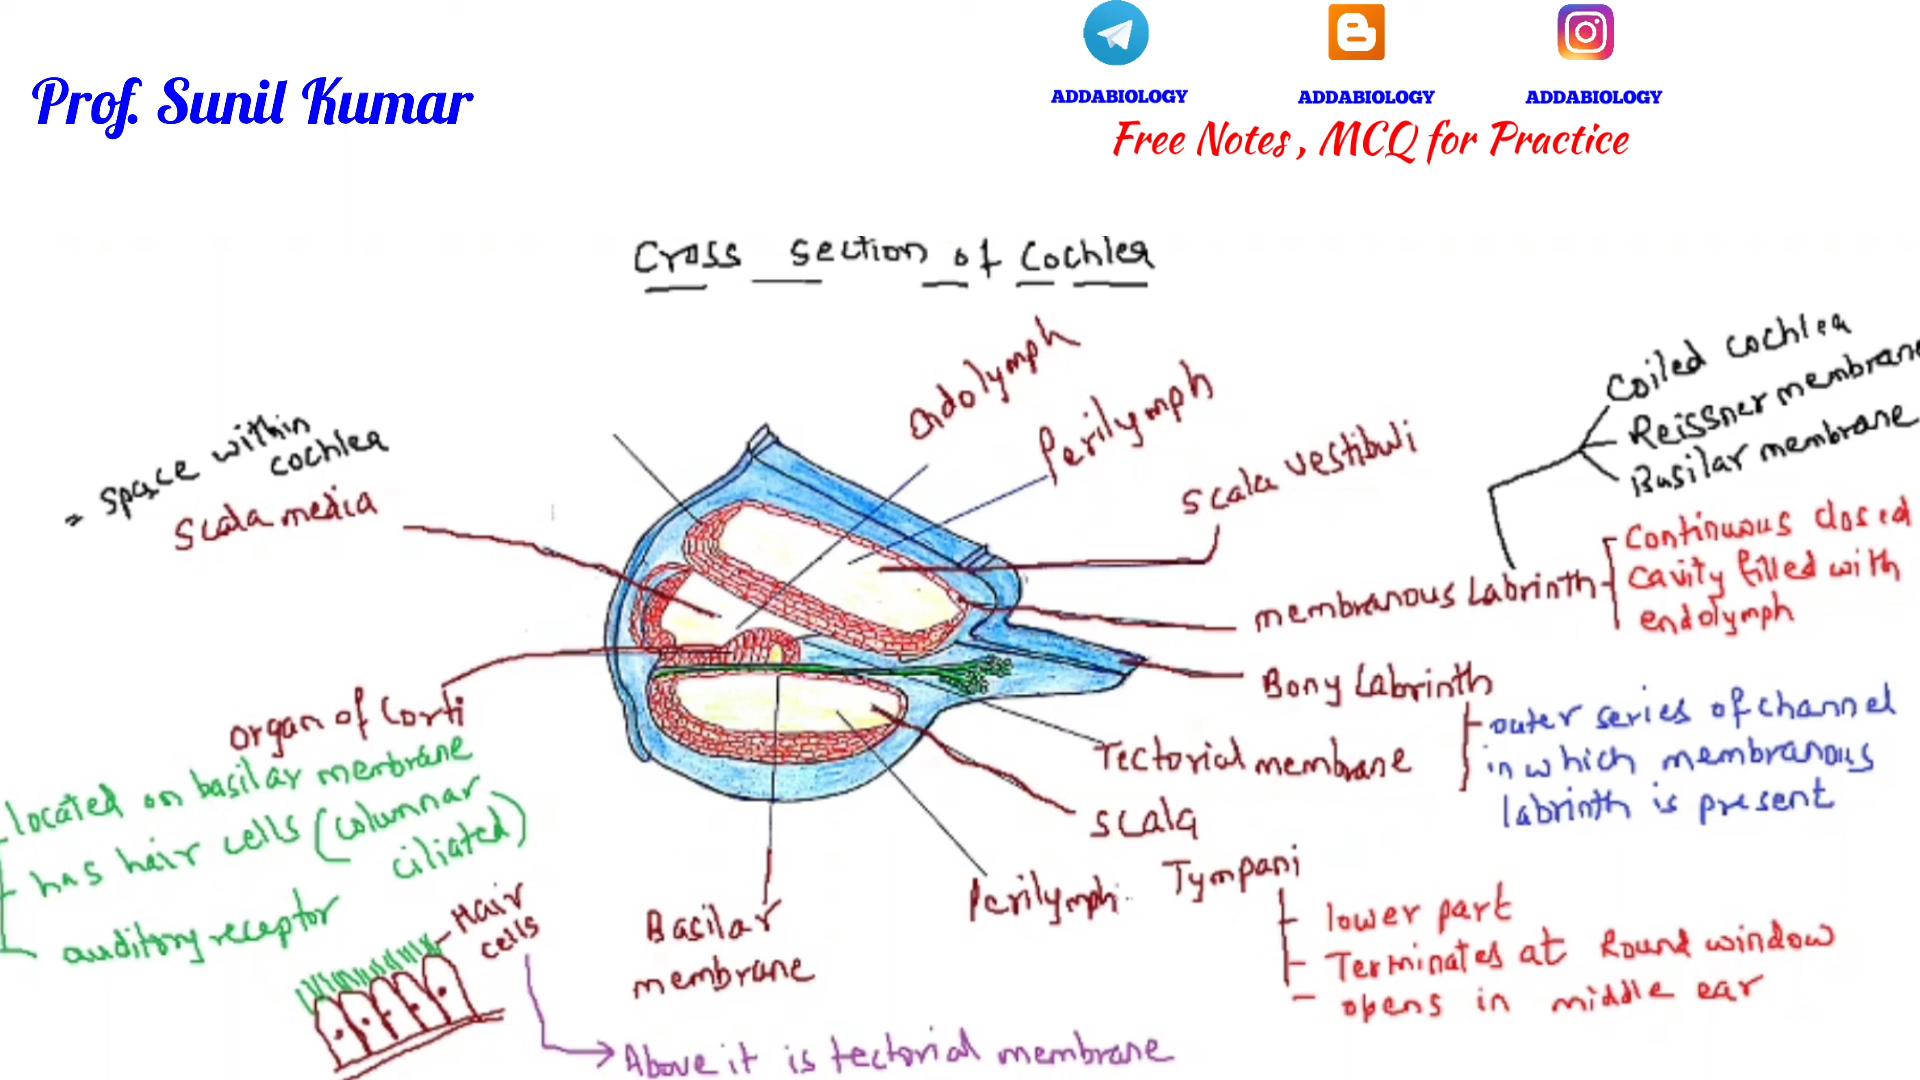 Prof. Sunil Kumar
ADDABIOLOGY
ADDABIOLOGY
ADDABIOLOGY
Free Notes , MCQ for Practice
Cross section of Cochlea
endolymph
Perilymph
Scala vestibuli
Coiled cochlea
Reissner membrane
Basilar membrane
= space within
cochlea
Scala media
membranous Labrinth
Continuous closed
cavity filled with
endolymph
Bony Labrinth
outer series of channel
in which membranous
labrinth is present
Tectorial membrane
Scala
Tympani
lower part
Terminates at Round window
opens in middle ear
Perilymph
Basilar
membrane
organ of Corti
located on basilar membrane
has hair cells (columnar
ciliated)
auditory receptor
Hair
cells
Above it is tectorial membrane